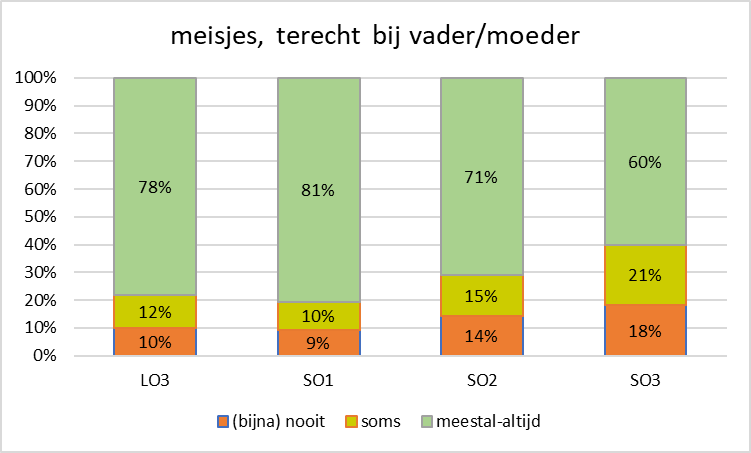 meisjes, terecht bij vader/moeder
100%
90%
80%
70%
60%
50%
40%
30%
20%
10%
0%
78% 81% 71% 60%
12% 10% 15% 21%
10% 9% 14% 18%
LO3 SO1 SO2 SO3
(bijna) nooit soms meestal-altijd